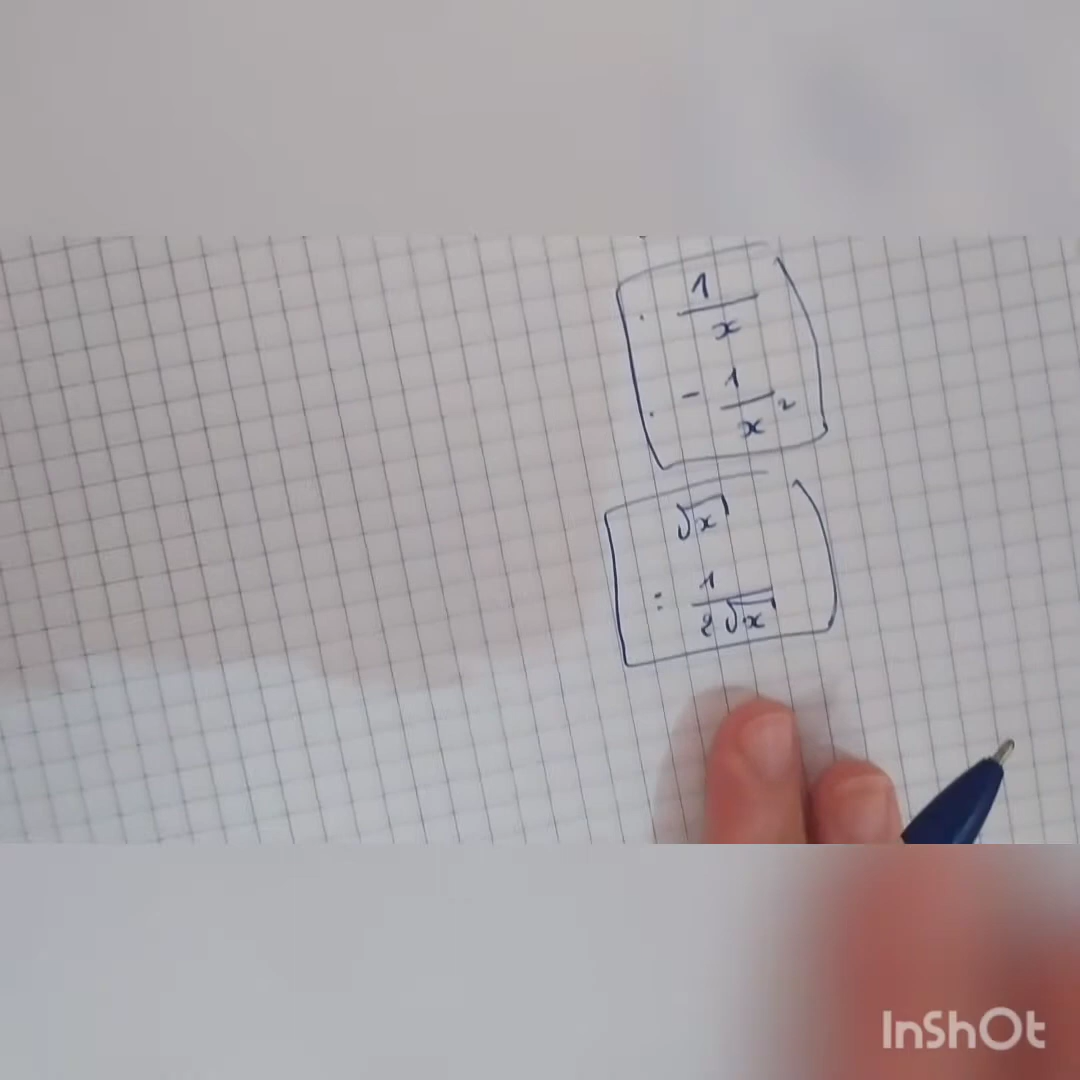 . 1/x
. - 1/x²
√x
: 1/2√x
InShOt